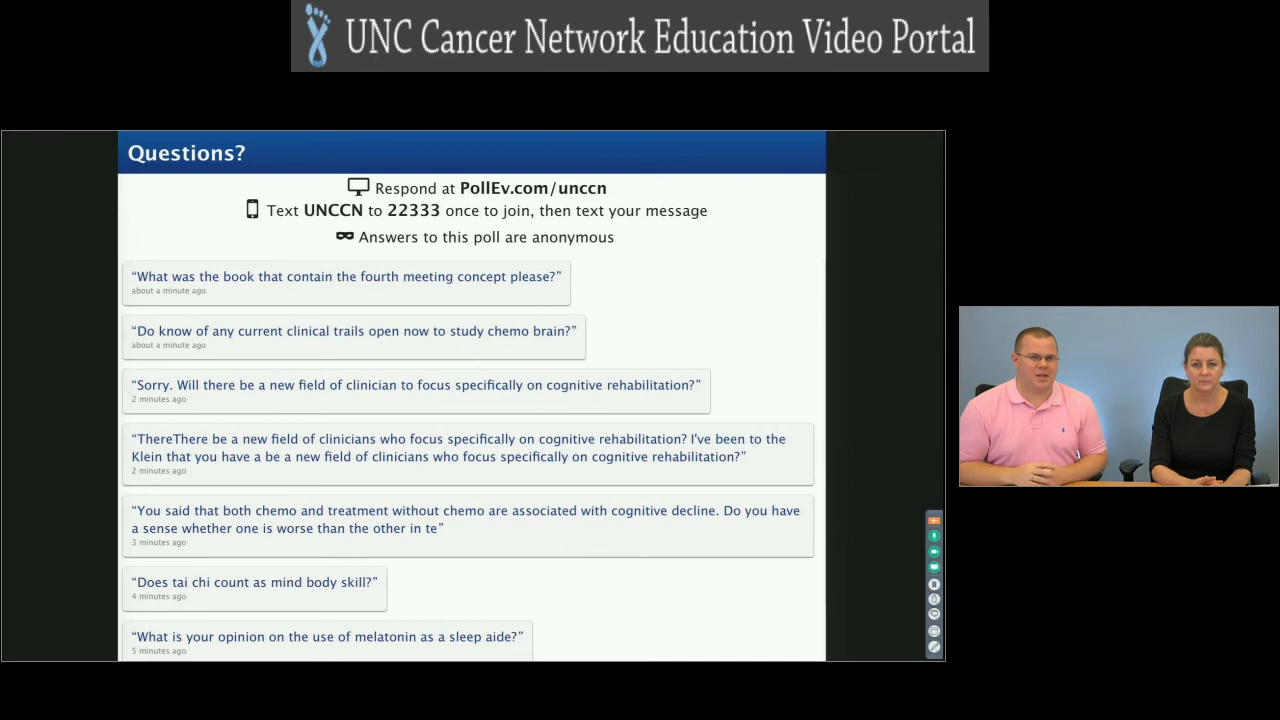 UNC Cancer Network Education Video Portal
Questions?
Respond at PollEv.com/unccn
Text UNCCN to 22333 once to join, then text your message
Answers to this poll are anonymous
“What was the book that contain the fourth meeting concept please?”
about a minute ago
“Do know of any current clinical trails open now to study chemo brain?”
about a minute ago
“Sorry. Will there be a new field of clinician to focus specifically on cognitive rehabilitation?”
2 minutes ago
“ThereThere be a new field of clinicians who focus specifically on cognitive rehabilitation? I've been to the
Klein that you have a be a new field of clinicians who focus specifically on cognitive rehabilitation?”
2 minutes ago
“You said that both chemo and treatment without chemo are associated with cognitive decline. Do you have
a sense whether one is worse than the other in te”
3 minutes ago
“Does tai chi count as mind body skill?”
4 minutes ago
“What is your opinion on the use of melatonin as a sleep aide?”
5 minutes ago